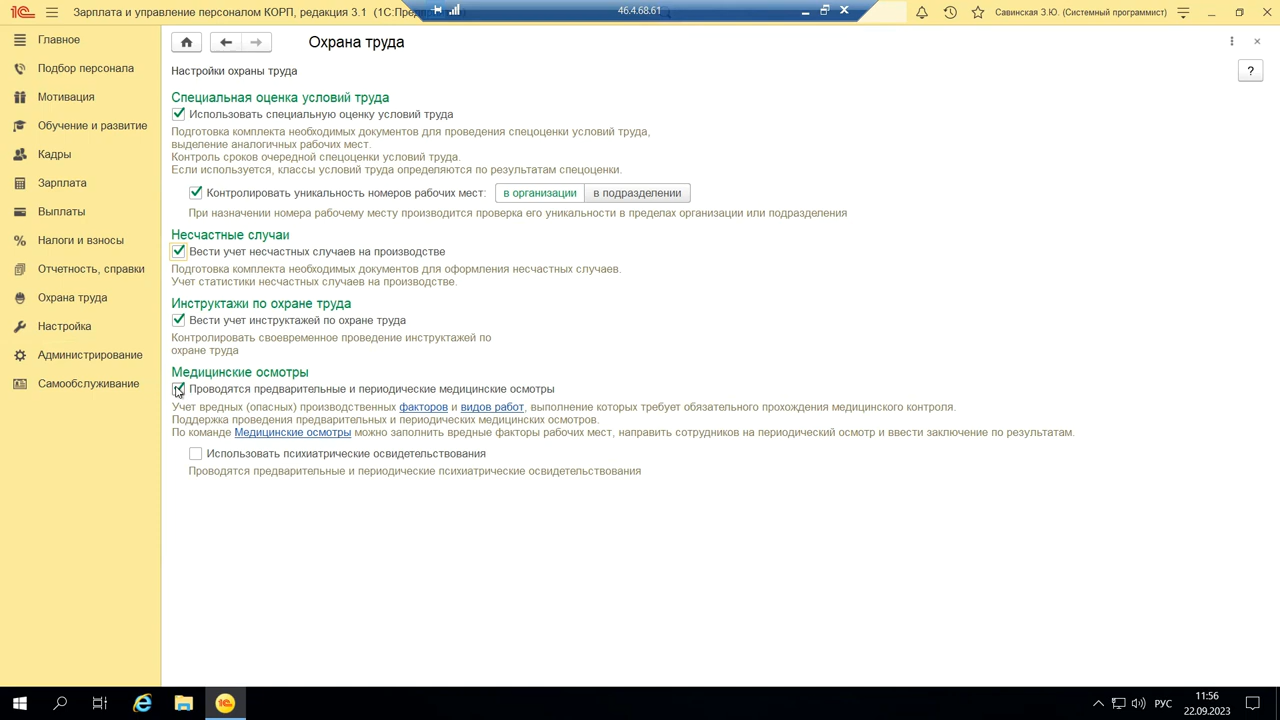 Зарплата и управление персоналом КОРП, редакция 3.1 (1С:Пред
46.4.68.61
Савинская З.Ю. (Системный программист)
Главное
Подбор персонала
Мотивация
Обучение и развитие
Кадры
Зарплата
Выплаты
Налоги и взносы
Отчетность, справки
Охрана труда
Настройка
Администрирование
Самообслуживание
Охрана труда
Настройки охраны труда
?
Специальная оценка условий труда
Использовать специальную оценку условий труда
Подготовка комплекта необходимых документов для проведения спецоценки условий труда,
выделение аналогичных рабочих мест.
Контроль сроков очередной спецоценки условий труда.
Если используется, классы условий труда определяются по результатам спецоценки.
Контролировать уникальность номеров рабочих мест: в организации в подразделении
При назначении номера рабочему месту производится проверка его уникальности в пределах организации или подразделения
Несчастные случаи
Вести учет несчастных случаев на производстве
Подготовка комплекта необходимых документов для оформления несчастных случаев.
Учет статистики несчастных случаев на производстве.
Инструктажи по охране труда
Вести учет инструктажей по охране труда
Контролировать своевременное проведение инструктажей по
охране труда
Медицинские осмотры
Проводятся предварительные и периодические медицинские осмотры
Учет вредных (опасных) производственных факторов и видов работ, выполнение которых требует обязательного прохождения медицинского контроля.
Поддержка проведения предварительных и периодических медицинских осмотров.
По команде Медицинские осмотры можно заполнить вредные факторы рабочих мест, направить сотрудников на периодический осмотр и ввести заключение по результатам.
Использовать психиатрические освидетельствования
Проводятся предварительные и периодические психиатрические освидетельствования
РУС
11:56
22.09.2023